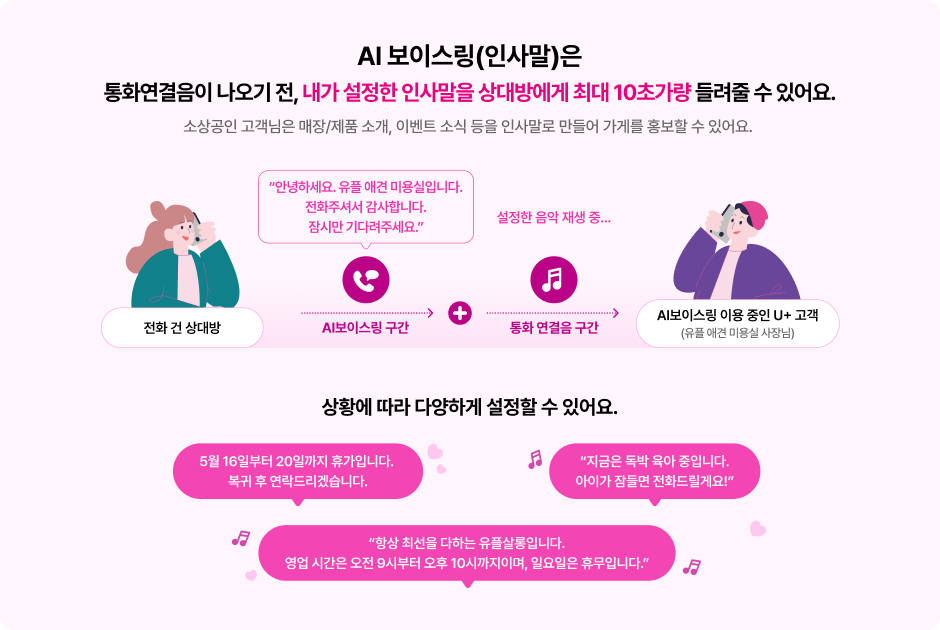 AI 보이스링(인사말)은
통화연결음이 나오기 전, 내가 설정한 인사말을 상대방에게 최대 10초가량 들려줄 수 있어요.
소상공인 고객님은 매장/제품 소개, 이벤트 소식 등을 인사말로 만들어 가게를 홍보할 수 있어요.
“안녕하세요. 유플 애견 미용실입니다.
전화주셔서 감사합니다.
잠시만 기다려주세요.”
설정한 음악 재생 중...
전화 건 상대방
AI보이스링 구간
통화 연결음 구간
AI보이스링 이용 중인 U+ 고객
(유플 애견 미용실 사장님)
상황에 따라 다양하게 설정할 수 있어요.
5월 16일부터 20일까지 휴가입니다.
복귀 후 연락드리겠습니다.
“지금은 독박 육아 중입니다.
아이가 잠들면 전화드릴게요!”
“항상 최선을 다하는 유플살롱입니다.
영업 시간은 오전 9시부터 오후 10시까지이며, 일요일은 휴무입니다.”